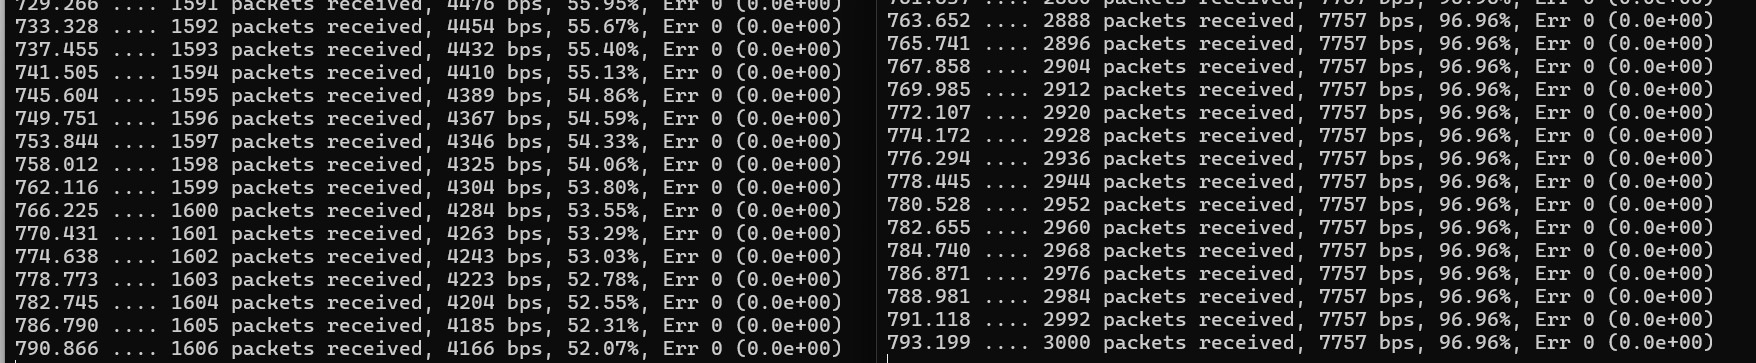 729.266 .... 1591 packets received, 4476 bps, 55.95%, Err 0 (0.0e+00)
733.328 .... 1592 packets received, 4454 bps, 55.67%, Err 0 (0.0e+00)
737.455 .... 1593 packets received, 4432 bps, 55.40%, Err 0 (0.0e+00)
741.505 .... 1594 packets received, 4410 bps, 55.13%, Err 0 (0.0e+00)
745.604 .... 1595 packets received, 4389 bps, 54.86%, Err 0 (0.0e+00)
749.751 .... 1596 packets received, 4367 bps, 54.59%, Err 0 (0.0e+00)
753.844 .... 1597 packets received, 4346 bps, 54.33%, Err 0 (0.0e+00)
758.012 .... 1598 packets received, 4325 bps, 54.06%, Err 0 (0.0e+00)
762.116 .... 1599 packets received, 4304 bps, 53.80%, Err 0 (0.0e+00)
766.225 .... 1600 packets received, 4284 bps, 53.55%, Err 0 (0.0e+00)
770.431 .... 1601 packets received, 4263 bps, 53.29%, Err 0 (0.0e+00)
774.638 .... 1602 packets received, 4243 bps, 53.03%, Err 0 (0.0e+00)
778.773 .... 1603 packets received, 4223 bps, 52.78%, Err 0 (0.0e+00)
782.745 .... 1604 packets received, 4204 bps, 52.55%, Err 0 (0.0e+00)
786.790 .... 1605 packets received, 4185 bps, 52.31%, Err 0 (0.0e+00)
790.866 .... 1606 packets received, 4166 bps, 52.07%, Err 0 (0.0e+00)
packets received, 7757 bps, 96.96%, Err 0 (0.0e+00)
763.652 .... 2888 packets received, 7757 bps, 96.96%, Err 0 (0.0e+00)
765.741 .... 2896 packets received, 7757 bps, 96.96%, Err 0 (0.0e+00)
767.858 .... 2904 packets received, 7757 bps, 96.96%, Err 0 (0.0e+00)
769.985 .... 2912 packets received, 7757 bps, 96.96%, Err 0 (0.0e+00)
772.107 .... 2920 packets received, 7757 bps, 96.96%, Err 0 (0.0e+00)
774.172 .... 2928 packets received, 7757 bps, 96.96%, Err 0 (0.0e+00)
776.294 .... 2936 packets received, 7757 bps, 96.96%, Err 0 (0.0e+00)
778.445 .... 2944 packets received, 7757 bps, 96.96%, Err 0 (0.0e+00)
780.528 .... 2952 packets received, 7757 bps, 96.96%, Err 0 (0.0e+00)
782.655 .... 2960 packets received, 7757 bps, 96.96%, Err 0 (0.0e+00)
784.740 .... 2968 packets received, 7757 bps, 96.96%, Err 0 (0.0e+00)
786.871 .... 2976 packets received, 7757 bps, 96.96%, Err 0 (0.0e+00)
788.981 .... 2984 packets received, 7757 bps, 96.96%, Err 0 (0.0e+00)
791.118 .... 2992 packets received, 7757 bps, 96.96%, Err 0 (0.0e+00)
793.199 .... 3000 packets received, 7757 bps, 96.96%, Err 0 (0.0e+00)